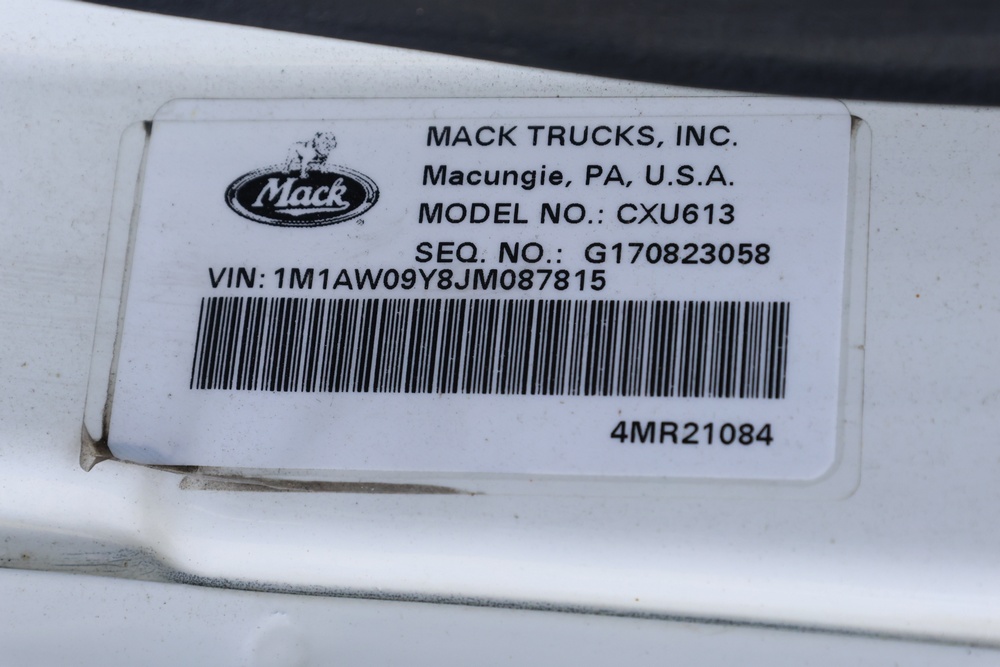 Mack
MACK TRUCKS, INC.
Macungie, PA, U.S.A.
MODEL NO.: CXU613
SEQ. NO.: G170823058
VIN: 1M1AW09Y8JM087815
4MR21084